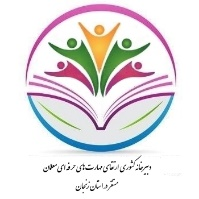 دبیرخانه کشوری ارتقای مهارت‌های حرفه‌ای معلمان
مستقر در استان زنجان